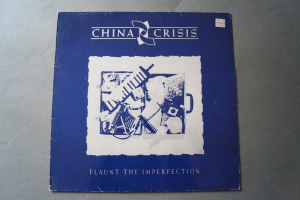 CHINA CRISIS
FLAUNT THE IMPERFECTION